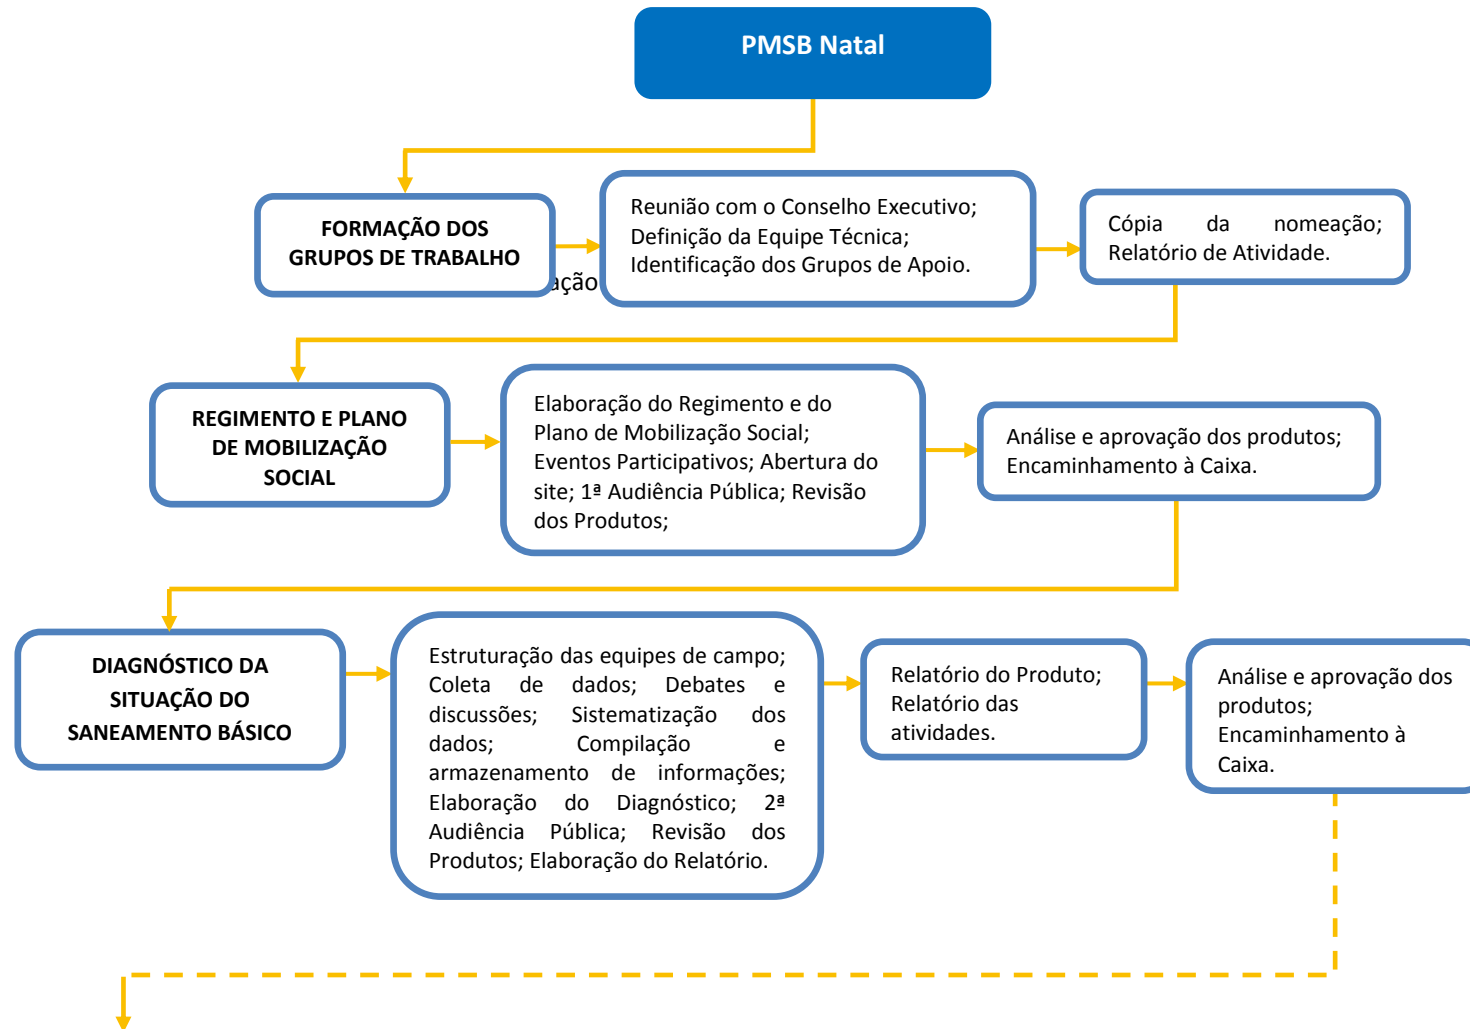 PMSB Natal
FORMAÇÃO DOS
GRUPOS DE TRABALHO
ação
Reunião com o Conselho Executivo;
Definição da Equipe Técnica;
Identificação dos Grupos de Apoio.
Cópia da nomeação;
Relatório de Atividade.
REGIMENTO E PLANO
DE MOBILIZAÇÃO
SOCIAL
Elaboração do Regimento e do
Plano de Mobilização Social;
Eventos Participativos; Abertura do
site; 1ª Audiência Pública; Revisão
dos Produtos;
Análise e aprovação dos produtos;
Encaminhamento à Caixa.
DIAGNÓSTICO DA
SITUAÇÃO DO
SANEAMENTO BÁSICO
Estruturação das equipes de campo;
Coleta de dados; Debates e
discussões; Sistematização dos
dados; Compilação e
armazenamento de informações;
Elaboração do Diagnóstico; 2ª
Audiência Pública; Revisão dos
Produtos; Elaboração do Relatório.
Relatório do Produto;
Relatório das
atividades.
Análise e aprovação dos
produtos;
Encaminhamento à
Caixa.